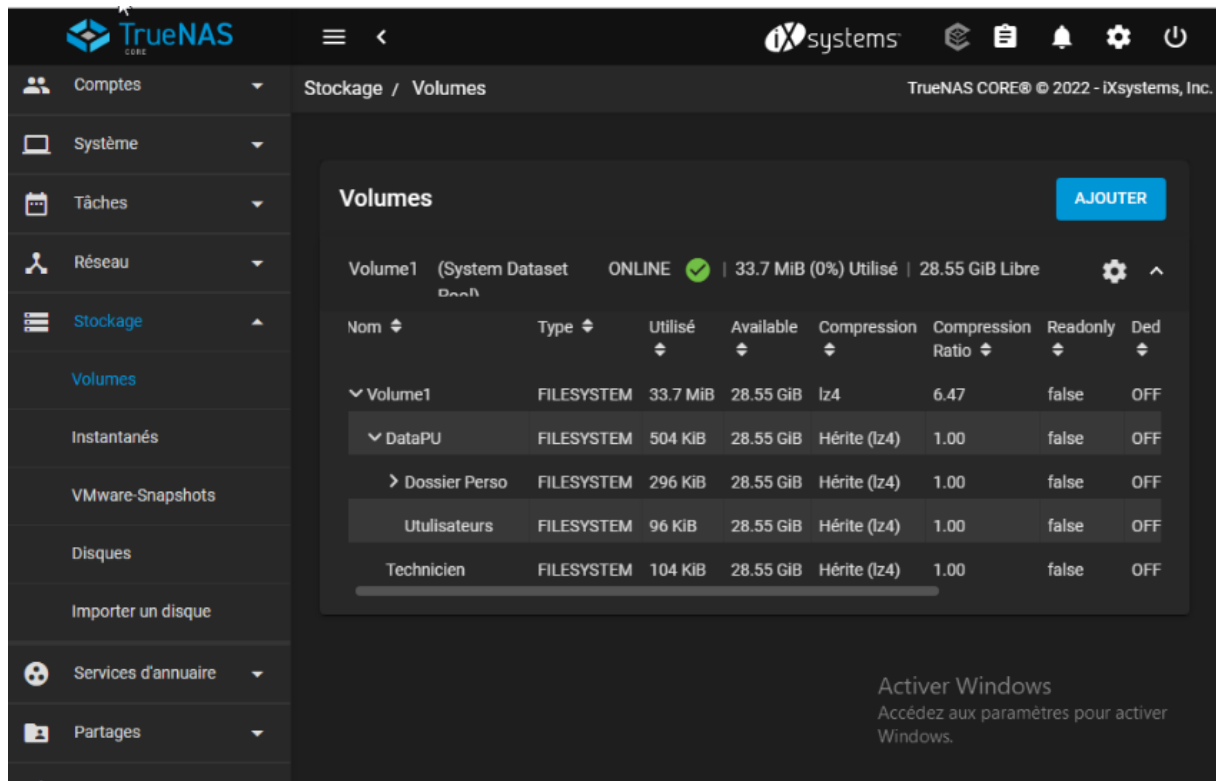 TrueNAS
CORE
iXsystems
Comptes
Stockage / Volumes
TrueNAS CORE® © 2022 - iXsystems, Inc.
Système
Tâches
Réseau
Stockage
Volumes
Instantanés
VMware-Snapshots
Disques
Importer un disque
Services d'annuaire
Partages
Volumes
AJOUTER
Volume1 (System Dataset Pool) ONLINE | 33.7 MiB (0%) Utilisé | 28.55 GiB Libre
Nom Type Utilisé Available Compression Compression Ratio Readonly Ded
Volume1 FILESYSTEM 33.7 MiB 28.55 GiB lz4 6.47 false OFF
DataPU FILESYSTEM 504 KiB 28.55 GiB Hérite (lz4) 1.00 false OFF
Dossier Perso FILESYSTEM 296 KiB 28.55 GiB Hérite (lz4) 1.00 false OFF
Utulisateurs FILESYSTEM 96 KiB 28.55 GiB Hérite (lz4) 1.00 false OFF
Technicien FILESYSTEM 104 KiB 28.55 GiB Hérite (lz4) 1.00 false OFF
Activer Windows
Accédez aux paramètres pour activer
Windows.